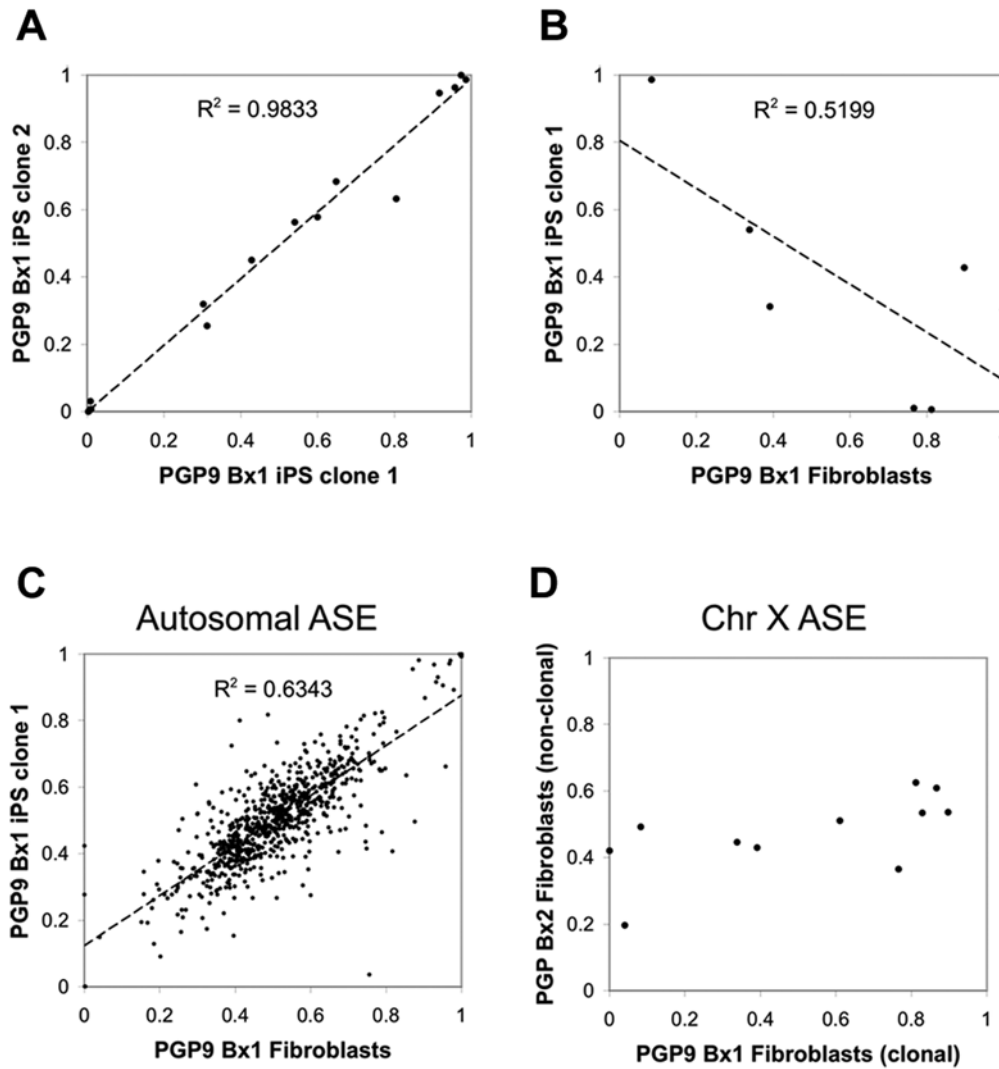 A
PGP9 Bx1 iPS clone 2
1
0.8
0.6
0.4
0.2
0
R² = 0.9833
0 0.2 0.4 0.6 0.8 1
PGP9 Bx1 iPS clone 1
B
PGP9 Bx1 iPS clone 1
1
0.8
0.6
0.4
0.2
0
R² = 0.5199
0 0.2 0.4 0.6 0.8
PGP9 Bx1 Fibroblasts
C
Autosomal ASE
PGP9 Bx1 iPS clone 1
1
0.8
0.6
0.4
0.2
0
R² = 0.6343
0 0.2 0.4 0.6 0.8 1
PGP9 Bx1 Fibroblasts
D
Chr X ASE
PGP Bx2 Fibroblasts (non-clonal)
1
0.8
0.6
0.4
0.2
0
0 0.2 0.4 0.6 0.8 1
PGP9 Bx1 Fibroblasts (clonal)